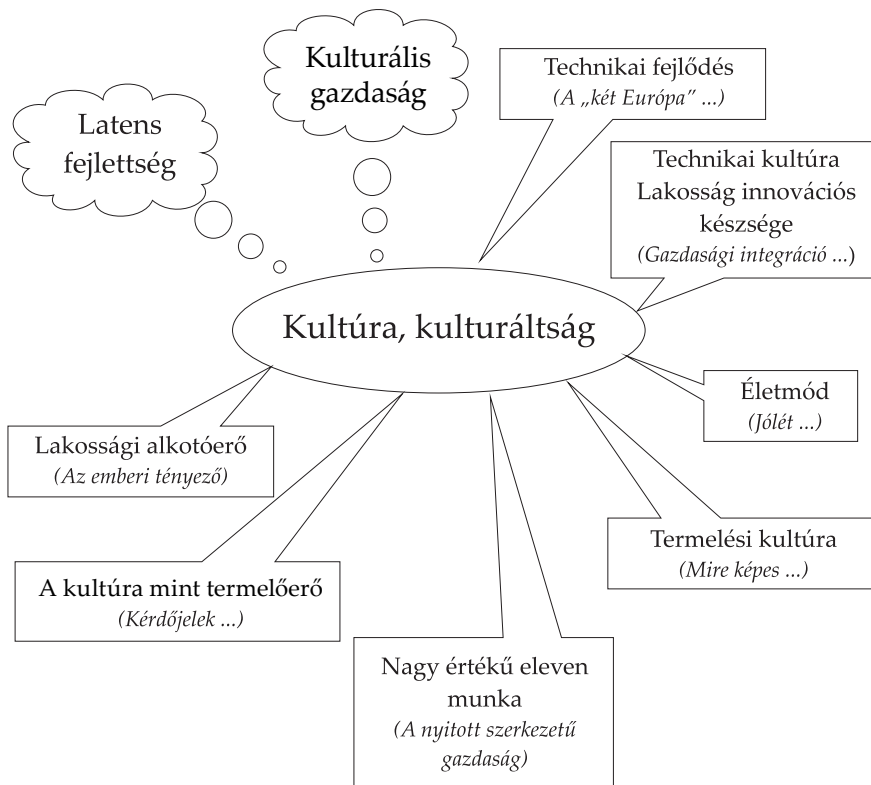 Kulturális
gazdaság
Latens
fejlettség
Technikai fejlődés
(A „két Európa” ...)
Technikai kultúra
Lakosság innovációs
készsége
(Gazdasági integráció ...)
Kultúra, kulturáltság
Életmód
(Jólét ...)
Lakossági alkotóerő
(Az emberi tényező)
Termelési kultúra
(Mire képes ...)
A kultúra mint termelőerő
(Kérdőjelek ...)
Nagy értékű eleven
munka
(A nyitott szerkezetű
gazdaság)